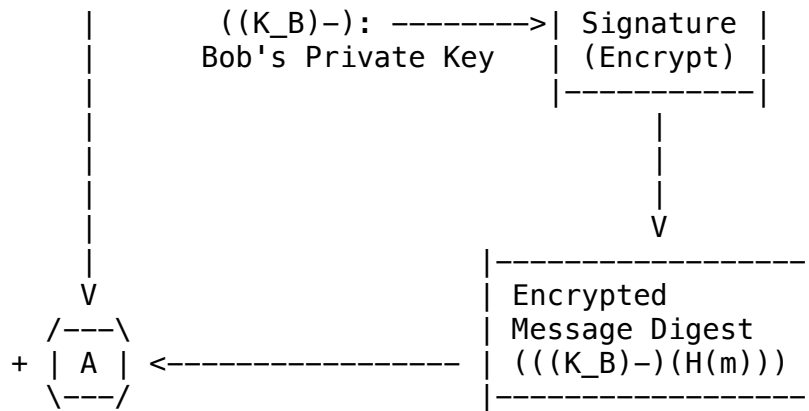 | ((K_B)-): -------->| Signature |
| Bob's Private Key | (Encrypt) |
| |-----------|
| |
| |
| |
| V
| |------------------
V | Encrypted
/---\ | Message Digest
+ | A | <----------------- | (((K_B)-)(H(m)))
\---/ |------------------